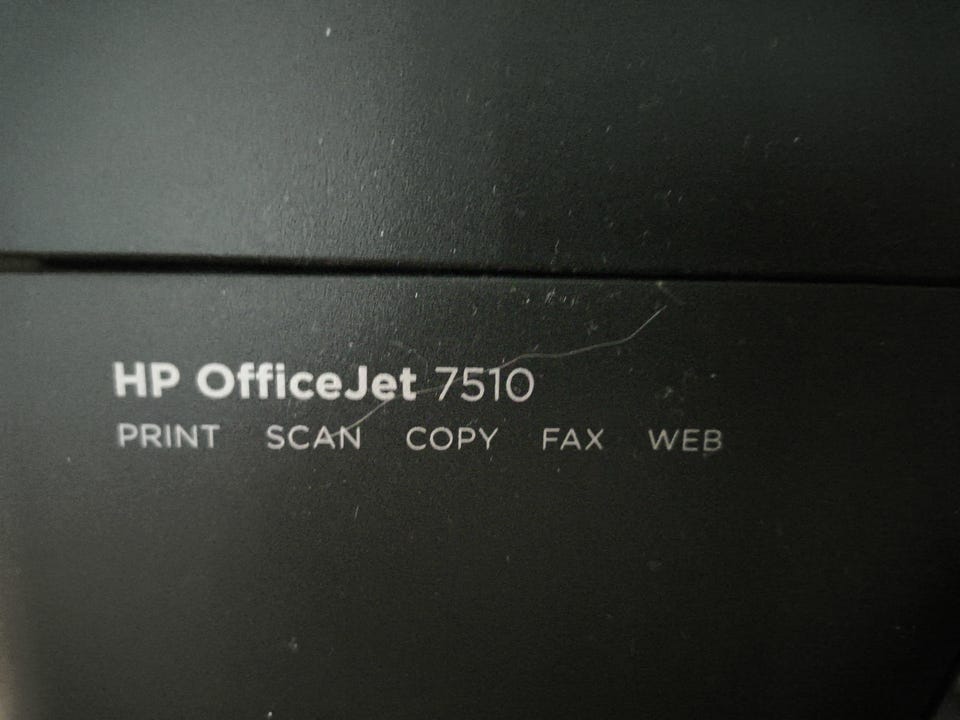 HP OfficeJet 7510
PRINT SCAN COPY FAX WEB